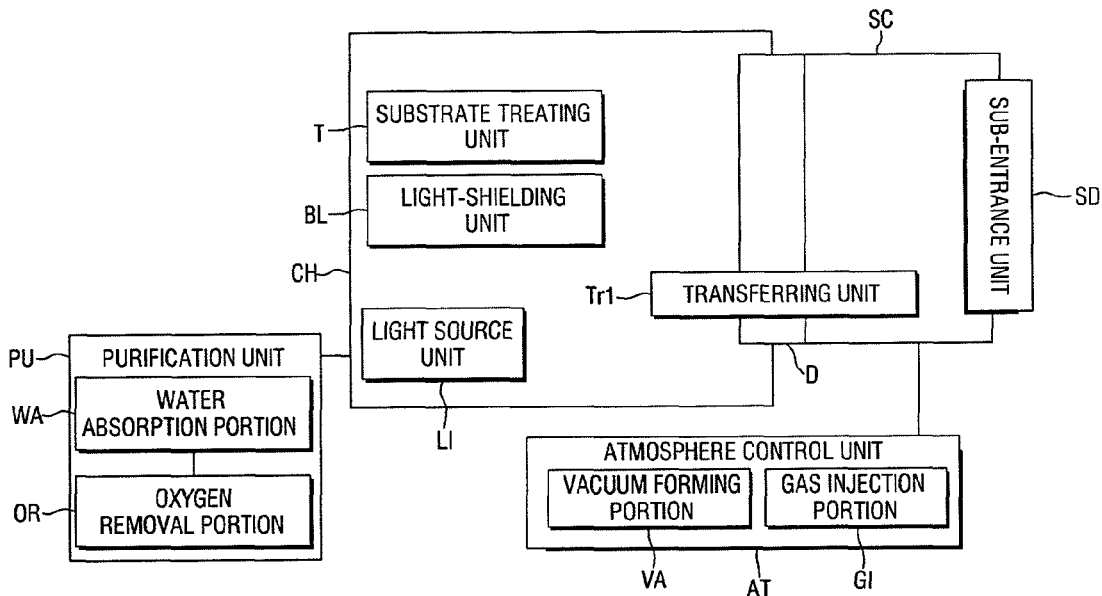 SC
SUBSTRATE TREATING
UNIT
T
LIGHT-SHIELDING
UNIT
BL
SUB-ENTRANCE UNIT
SD
CH
Tr1
TRANSFERRING UNIT
LIGHT SOURCE
UNIT
PU
PURIFICATION UNIT
D
WA
WATER
ABSORPTION PORTION
LI
ATMOSPHERE CONTROL UNIT
OR
OXYGEN
REMOVAL PORTION
VACUUM FORMING
PORTION
GAS INJECTION
PORTION
VA
AT
GI